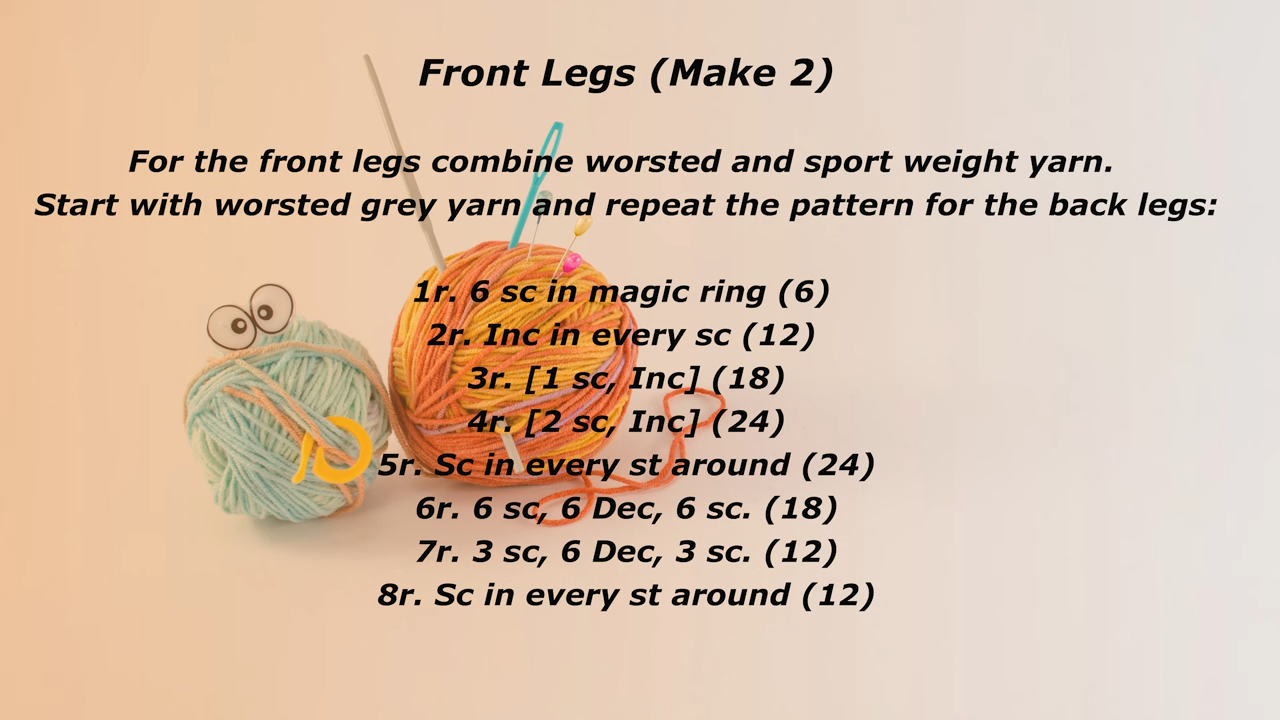 Front Legs (Make 2)
For the front legs combine worsted and sport weight yarn.
Start with worsted grey yarn and repeat the pattern for the back legs:
1r. 6 sc in magic ring (6)
2r. Inc in every sc (12)
3r. [1 sc, Inc] (18)
4r. [2 sc, Inc] (24)
5r. Sc in every st around (24)
6r. 6 sc, 6 Dec, 6 sc. (18)
7r. 3 sc, 6 Dec, 3 sc. (12)
8r. Sc in every st around (12)